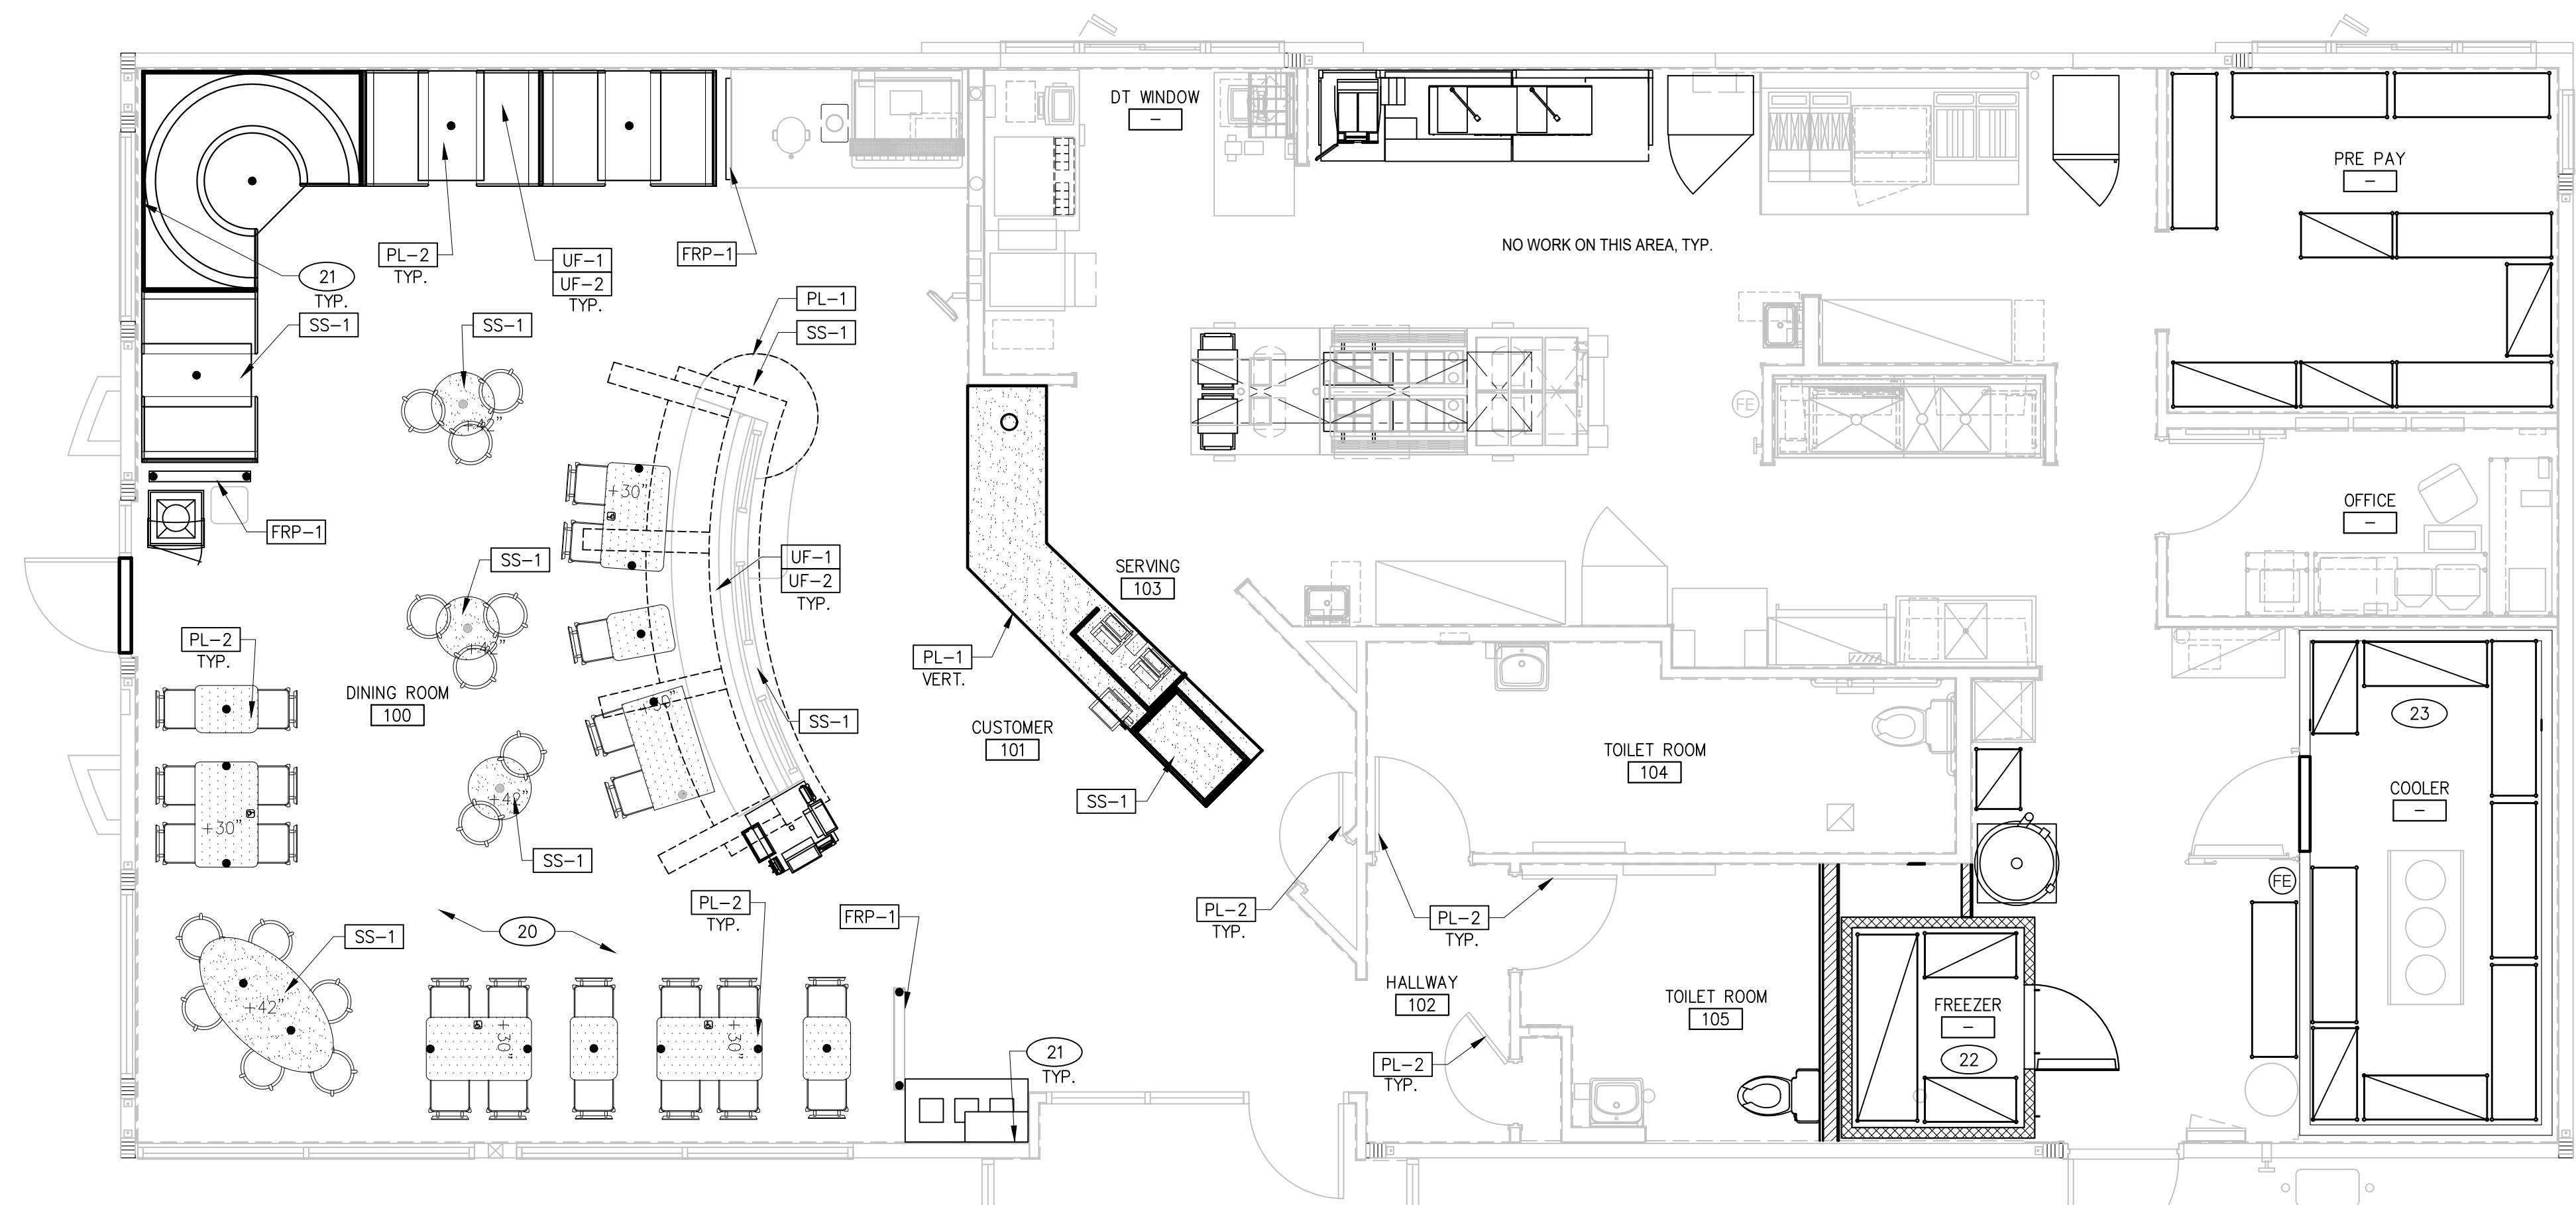 DT WINDOW
-
PRE PAY
-
NO WORK ON THIS AREA, TYP.
PL-2
TYP.
UF-1
UF-2
TYP.
FRP-1
21
TYP.
SS-1
SS-1
PL-1
SS-1
FE
+42"
+30"
OFFICE
-
FRP-1
SS-1
UF-1
UF-2
TYP.
SERVING
103
PL-2
TYP.
+42"
PL-1
VERT.
DINING ROOM
100
+30"
SS-1
CUSTOMER
101
23
TOILET ROOM
104
COOLER
-
SS-1
+42"
+30"
SS-1
FE
PL-2
TYP.
FRP-1
PL-2
TYP.
PL-2
TYP.
20
SS-1
HALLWAY
102
TOILET ROOM
105
FREEZER
-
22
+42"
+30"
+30"
21
TYP.
PL-2
TYP.